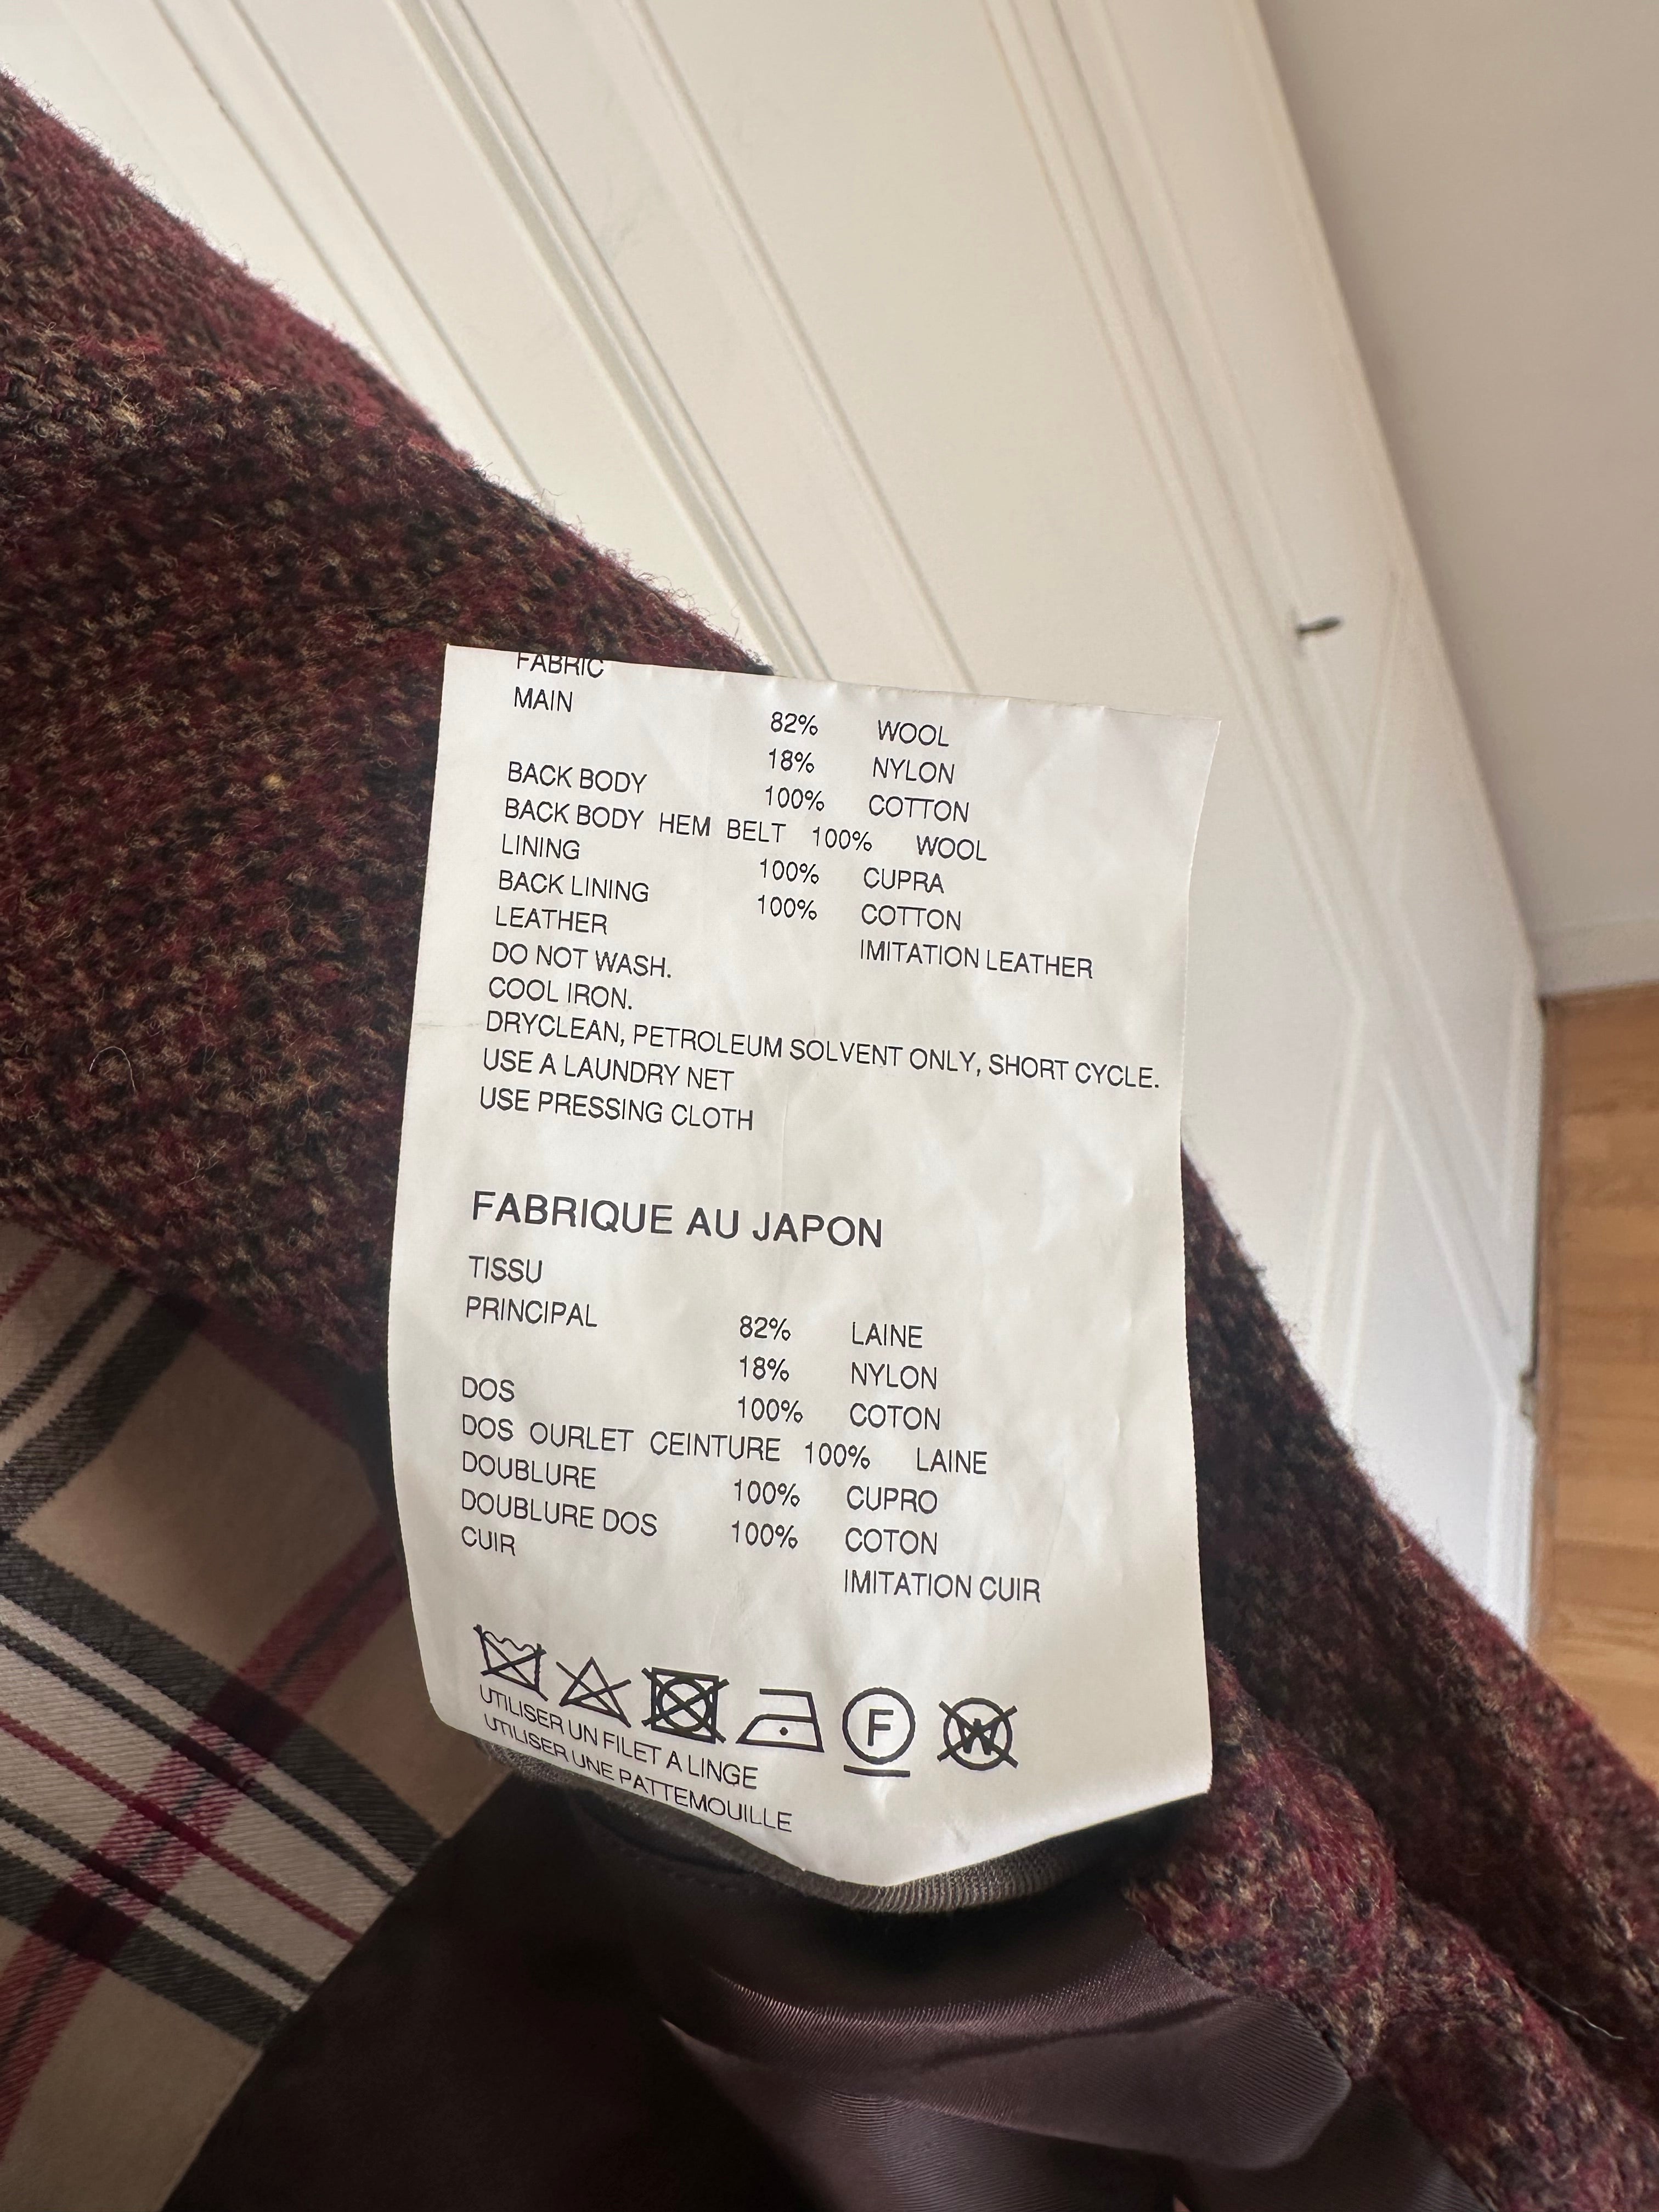 FABRIC
MAIN 82% WOOL
18% NYLON
BACK BODY 100% COTTON
BACK BODY HEM BELT 100% WOOL
LINING 100% CUPRA
BACK LINING 100% COTTON
LEATHER IMITATION LEATHER
DO NOT WASH.
COOL IRON.
DRYCLEAN, PETROLEUM SOLVENT ONLY, SHORT CYCLE.
USE A LAUNDRY NET
USE PRESSING CLOTH
FABRIQUE AU JAPON
TISSU
PRINCIPAL 82% LAINE
18% NYLON
DOS 100% COTON
DOS OURLET CEINTURE 100% LAINE
DOUBLURE 100% CUPRO
DOUBLURE DOS 100% COTON
CUIR IMITATION CUIR
F W
UTILISER UN FILET A LINGE
UTILISER UNE PATTEMOUILLE